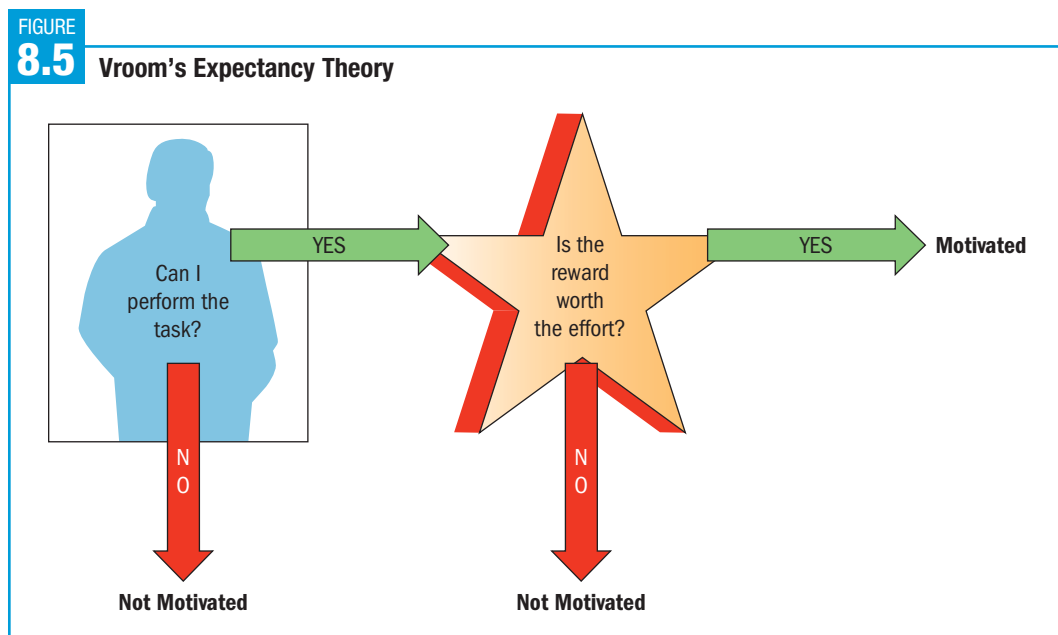 FIGURE
8.5
Vroom's Expectancy Theory
Can I
perform the
task?
YES
Is the
reward
worth
the effort?
YES
Motivated
N
O
N
O
Not Motivated
Not Motivated